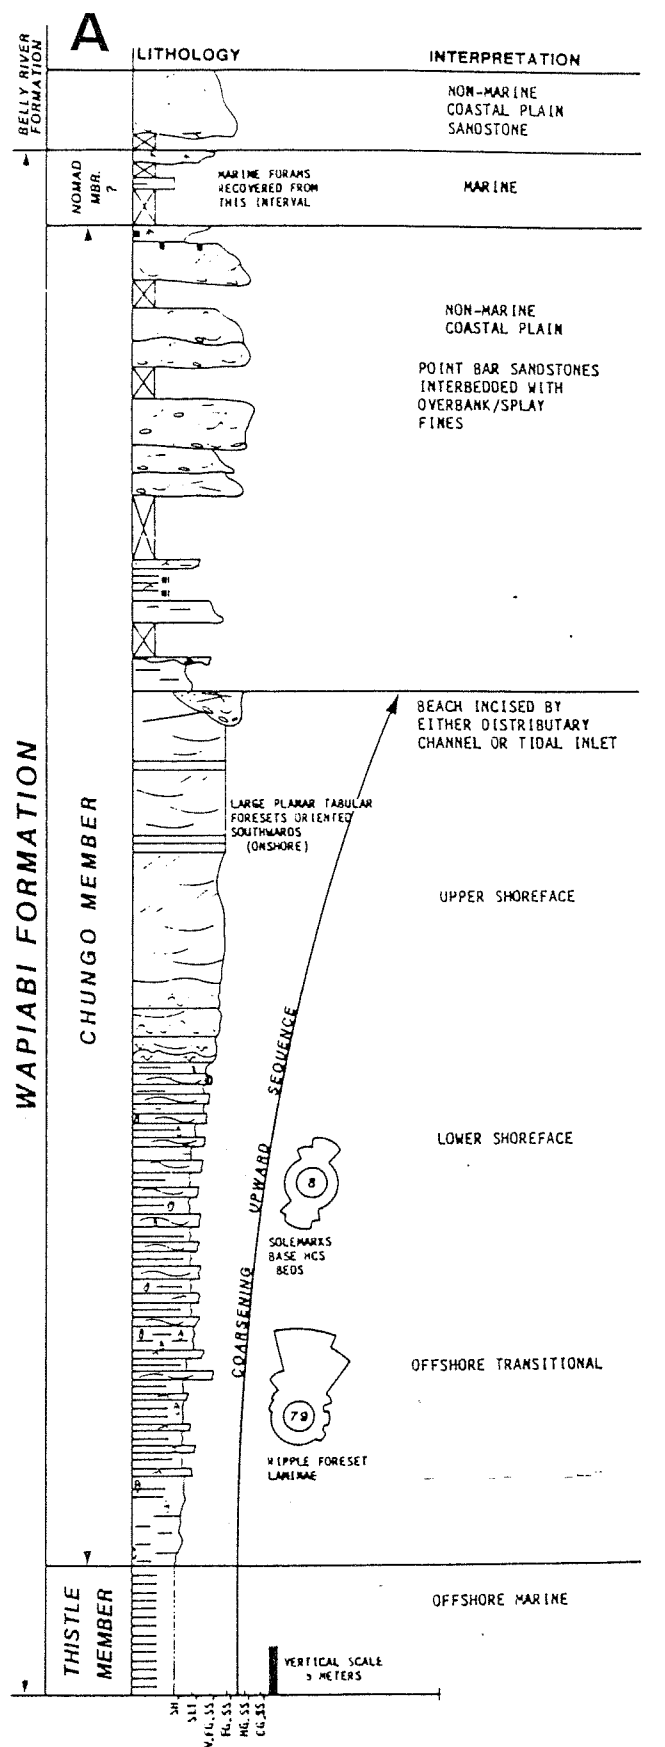 A
LITHOLOGY
INTERPRETATION
BELLY RIVER
FORMATION
NON-MARINE
COASTAL PLAIN
SANDSTONE
NOMAD
MBR.
?
MARINE FORAMS
RECOVERED FROM
THIS INTERVAL
MARINE
NON-MARINE
COASTAL PLAIN
POINT BAR SANDSTONES
INTERBEDDED WITH
OVERBANK/SPLAY
FINES
BEACH INCISED BY
EITHER DISTRIBUTARY
CHANNEL OR TIDAL INLET
WAPIABI FORMATION
CHUNGO MEMBER
LARGE PLANAR TABULAR
FORESETS ORIENTED
SOUTHWARDS
(ONSHORE)
UPPER SHOREFACE
COARSENING UPWARD SEQUENCE
LOWER SHOREFACE
8
SOLEMARKS
BASE HCS
BEDS
OFFSHORE TRANSITIONAL
79
RIPPLE FORESET
LAMINAE
THISTLE
MEMBER
OFFSHORE MARINE
VERTICAL SCALE
5 METERS
SH
SLT
V.FG.SS
FG.SS
MG.SS
CG.SS